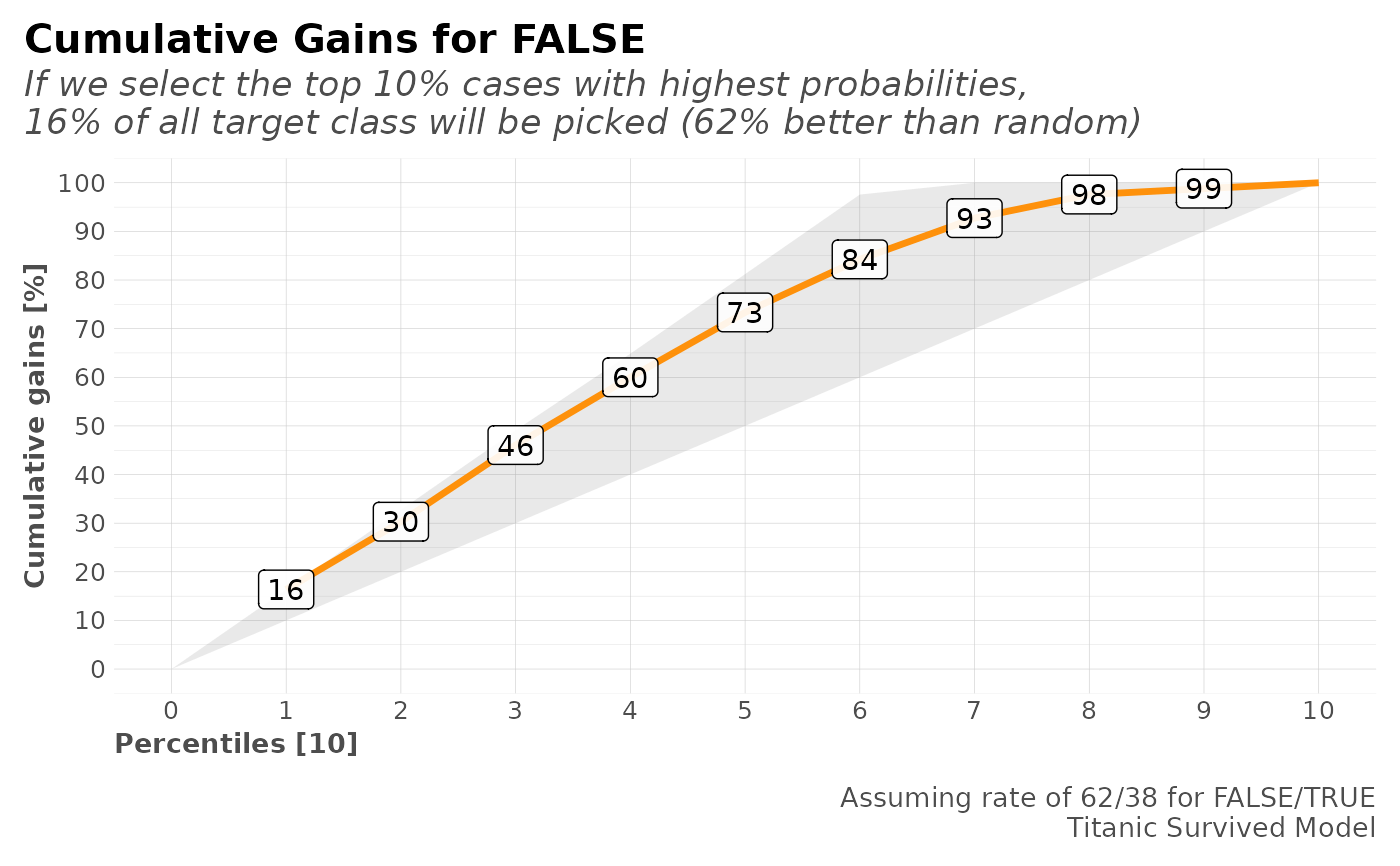 Cumulative Gains for FALSE
If we select the top 10% cases with highest probabilities,
16% of all target class will be picked (62% better than random)
Cumulative gains [%]
100
90
80
70
60
50
40
30
20
10
0
16
30
46
60
73
84
93
98
99
0 1 2 3 4 5 6 7 8 9 10
Percentiles [10]
Assuming rate of 62/38 for FALSE/TRUE
Titanic Survived Model